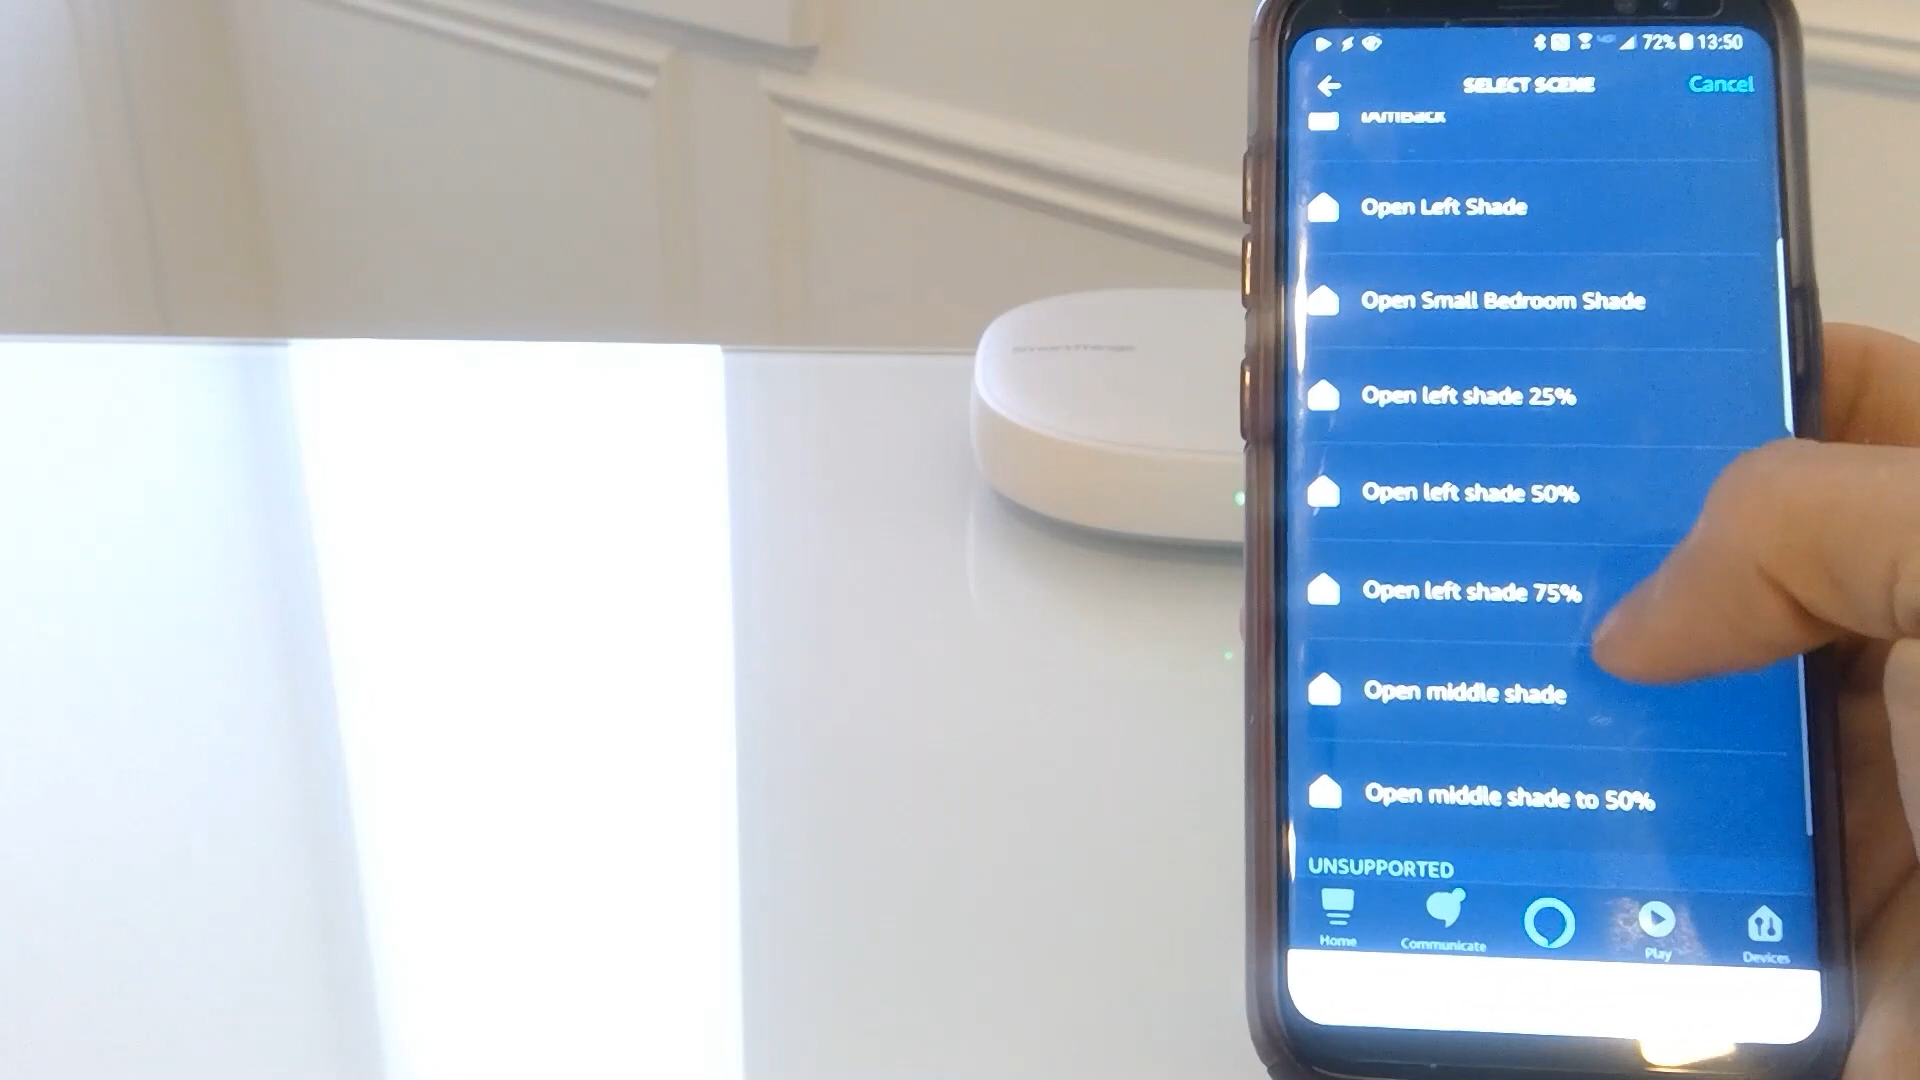 72% 13:50
SELECT SCENE Cancel
IAmBack
Open Left Shade
Open Small Bedroom Shade
Open left shade 25%
Open left shade 50%
Open left shade 75%
Open middle shade
Open middle shade to 50%
UNSUPPORTED
Home Communicate Play Devices
SmartThings